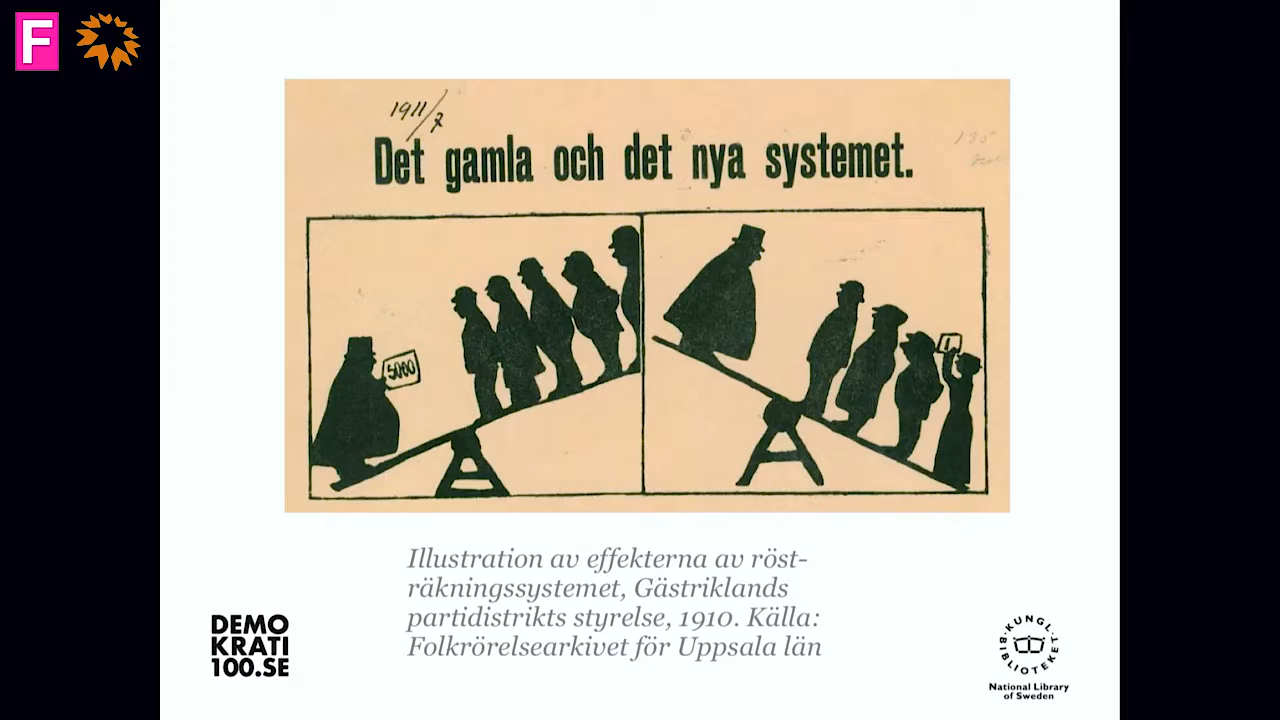 F
1911/7
Det gamla och det nya systemet.
5000
1
Illustration av effekterna av röst-
räkningssystemet, Gästriklands
partidistrikts styrelse, 1910. Källa:
Folkrörelsearkivet för Uppsala län
DEMO
KRATI
100.SE
KUNGL.
BIBLIOTEKET
National Library
of Sweden